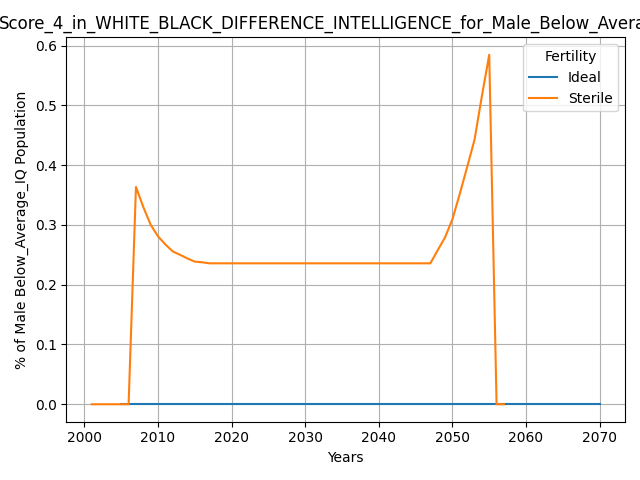 Score_4_in_WHITE_BLACK_DIFFERENCE_INTELLIGENCE_for_Male_Below_Avera
0.6
0.5
0.4
0.3
0.2
0.1
0.0
% of Male Below_Average_IQ Population
Fertility
Ideal
Sterile
2000 2010 2020 2030 2040 2050 2060 2070
Years